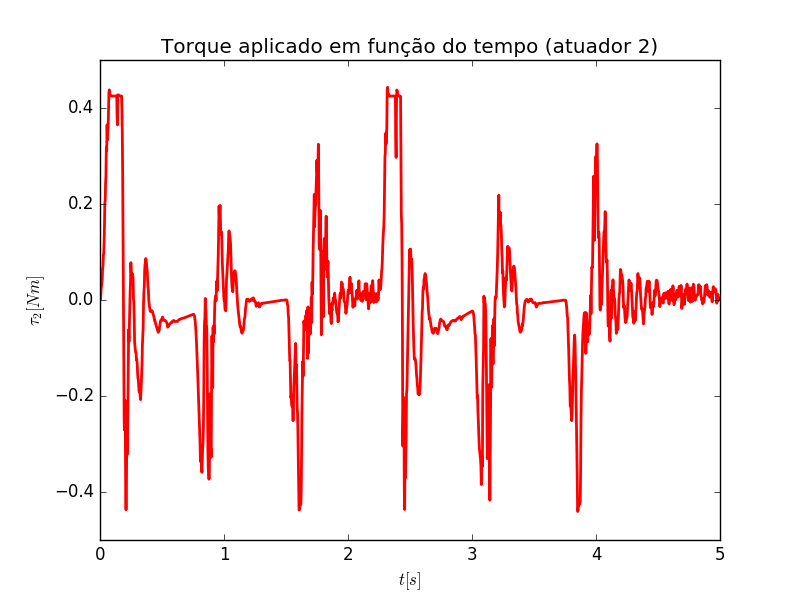 Torque aplicado em função do tempo (atuador 2)
0.4
0.2
0.0
−0.2
−0.4
τ₂[Nm]
0 1 2 3 4 5
t[s]